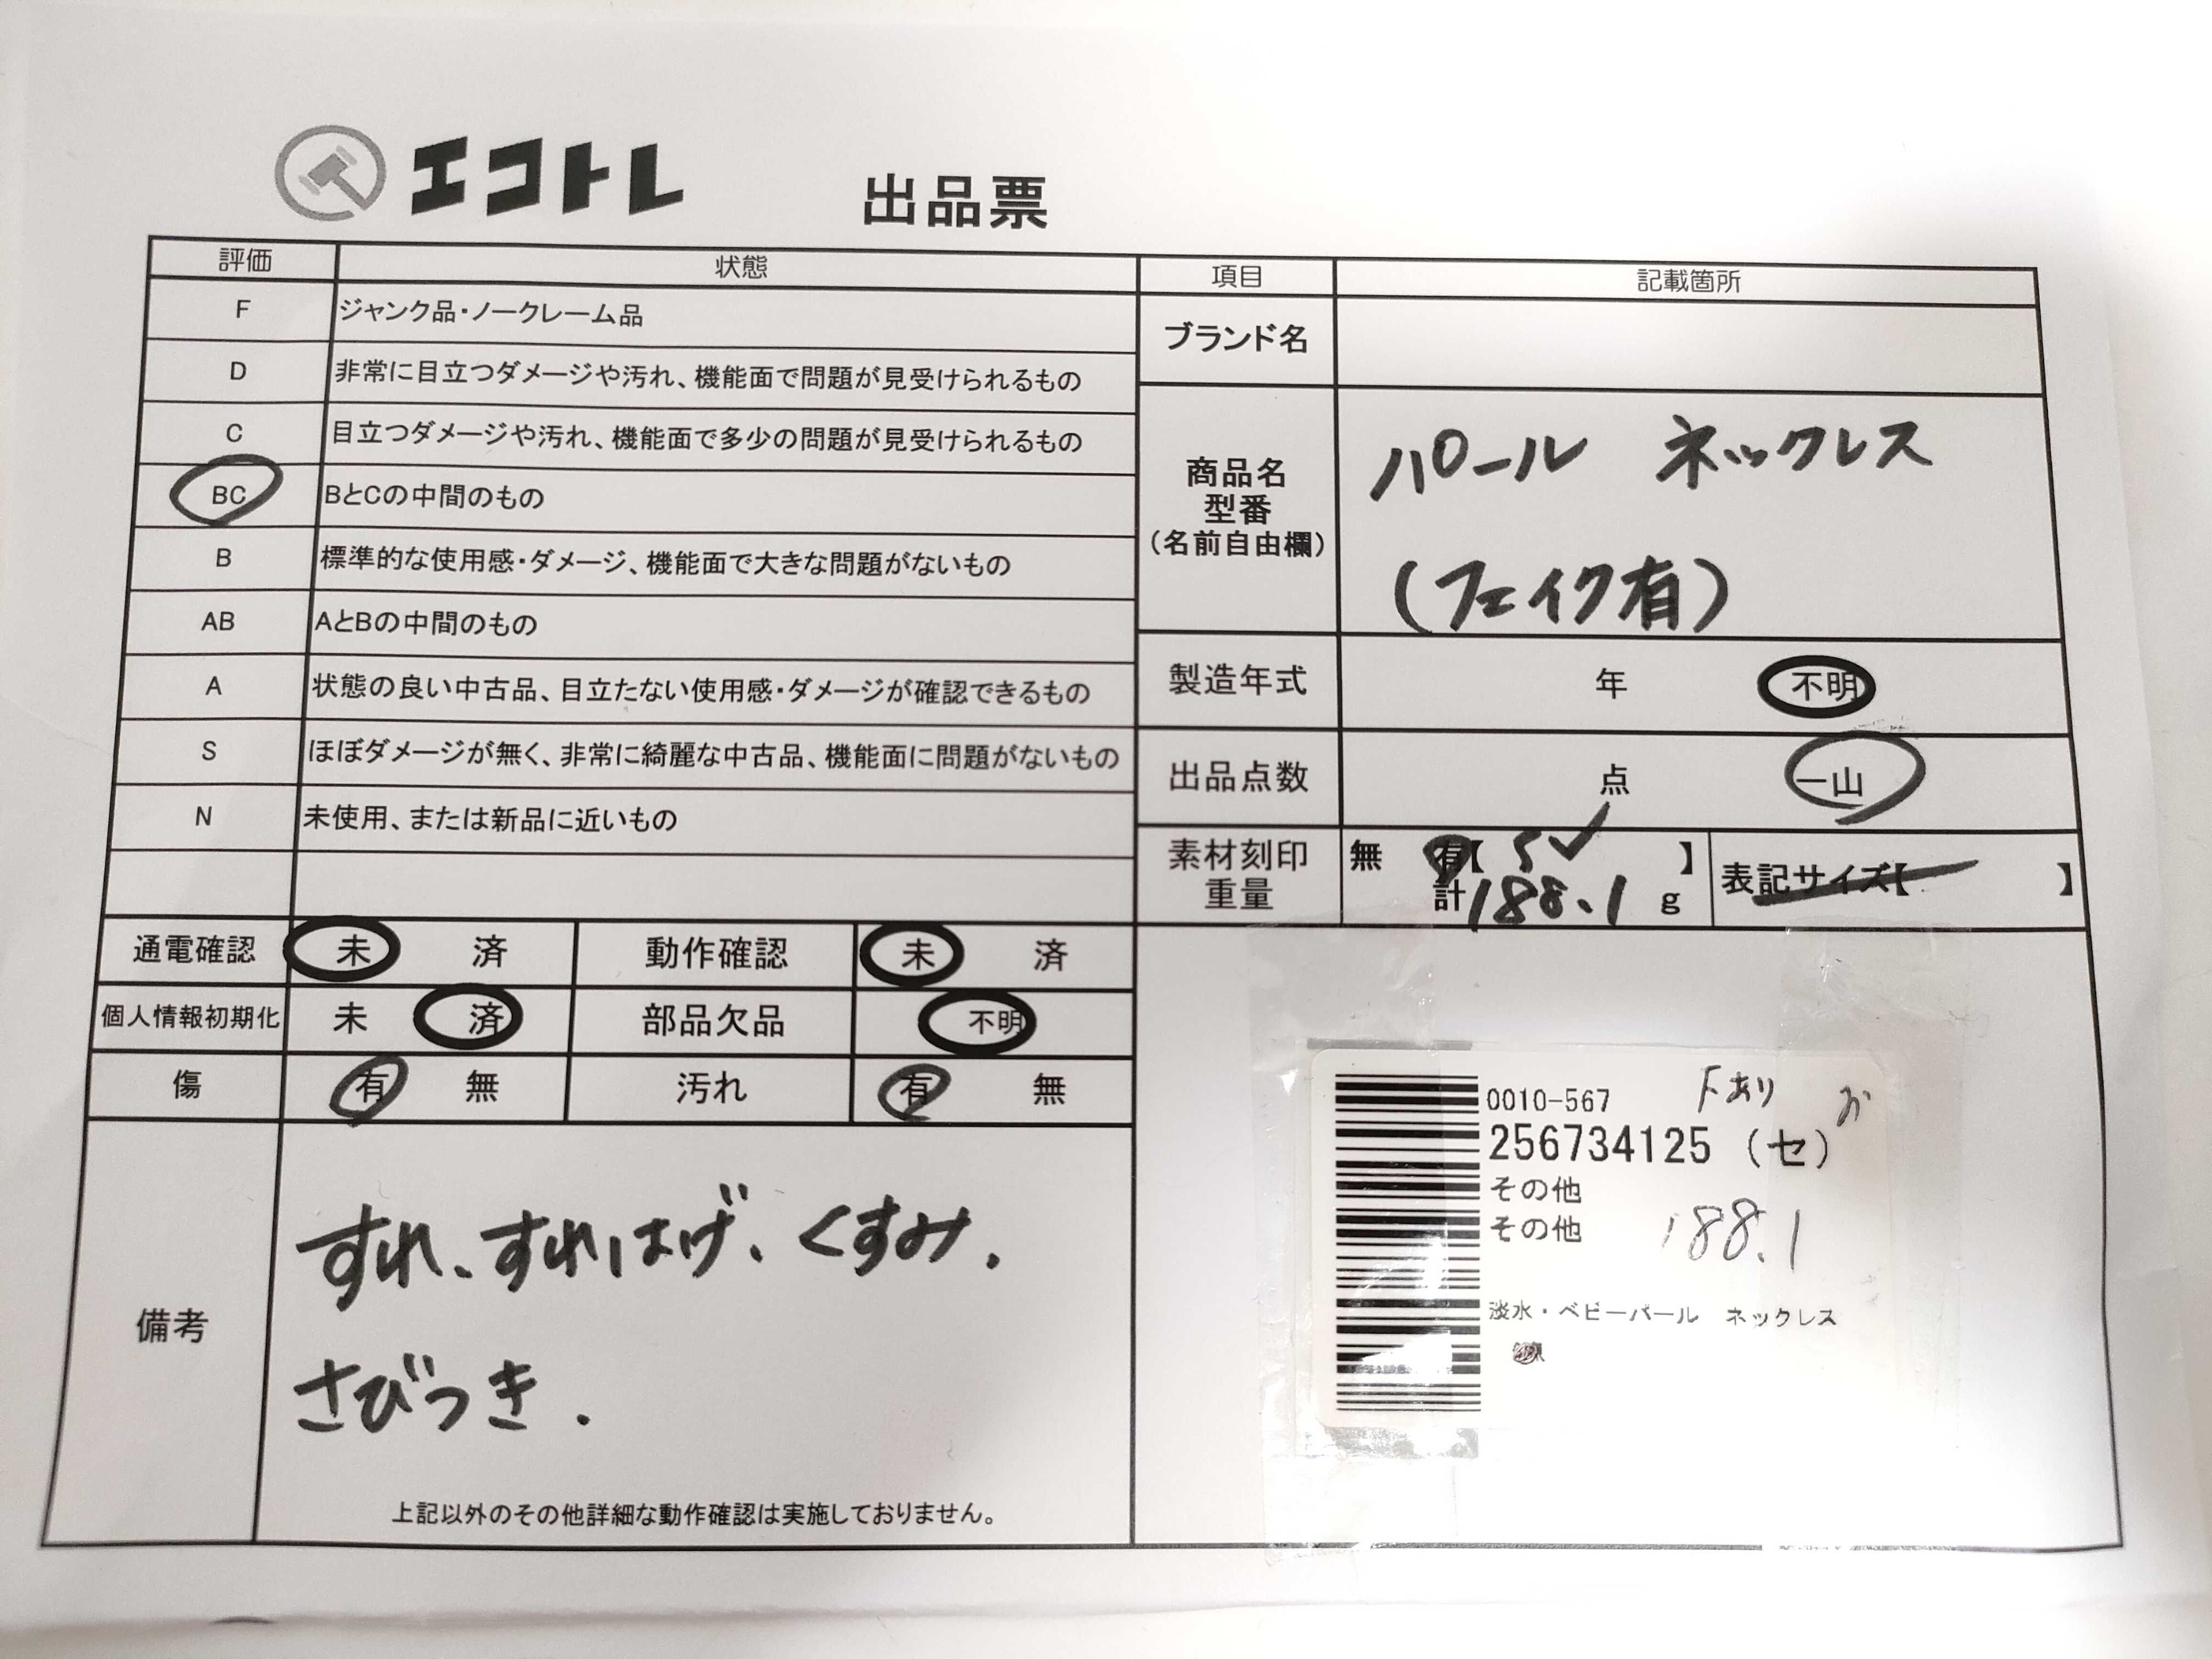 エコトレ
出品票
評価 状態
F ジャンク品・ノークレーム品
D 非常に目立つダメージや汚れ、機能面で問題が見受けられるもの
C 目立つダメージや汚れ、機能面で多少の問題が見受けられるもの
BC BとCの中間のもの
B 標準的な使用感・ダメージ、機能面で大きな問題がないもの
AB AとBの中間のもの
A 状態の良い中古品、目立たない使用感・ダメージが確認できるもの
S ほぼダメージが無く、非常に綺麗な中古品、機能面に問題がないもの
N 未使用、または新品に近いもの
通電確認 未 済 動作確認 未 済
個人情報初期化 未 済 部品欠品 不明
傷 有 無 汚れ 有 無
備考
すれ、すれはげ、くすみ.
さびつき.
上記以外のその他詳細な動作確認は実施しておりません。
項目 記載箇所
ブランド名
商品名
型番
(名前自由欄)
パール ネックレス
(フェイク有)
製造年式 年 不明
出品点数 点 一山
素材刻印
重量
無 有【 】
計188.1 g
表記サイズ【 】
0010-567 Fあり
256734125 (セ)
その他
その他 188.1
淡水・ベビーパール ネックレス